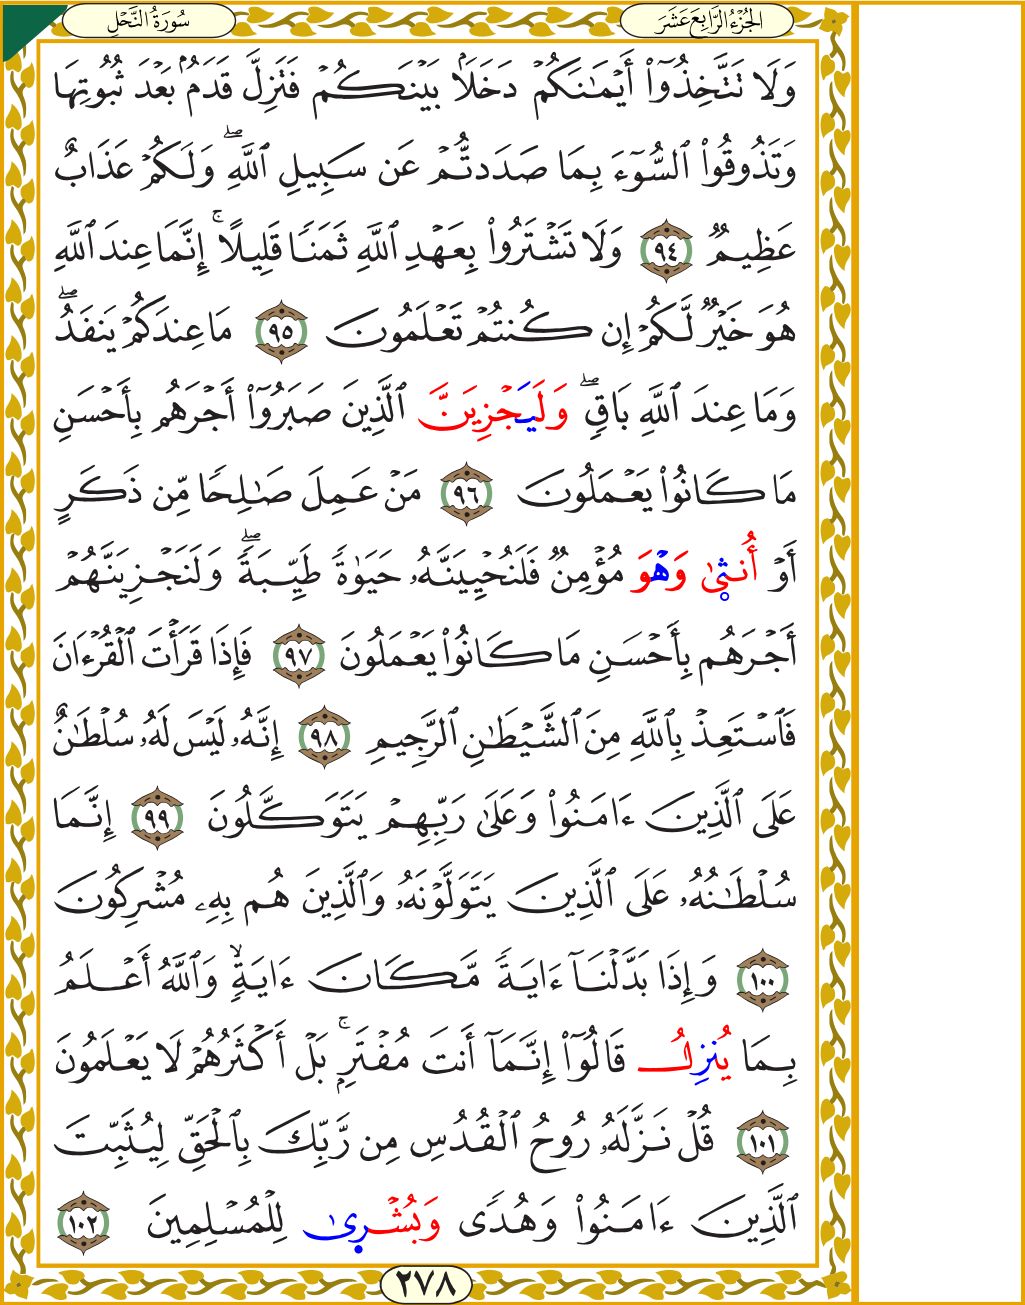 سُورَةُ النَّحْلِ
الجُزْءُ الرَّابِعَ عَشَرَ
وَلَا تَتَّخِذُوٓا۟ أَيْمَٰنَكُمْ دَخَلًۢا بَيْنَكُمْ فَتَزِلَّ قَدَمٌۢ بَعْدَ ثُبُوتِهَا
وَتَذُوقُوا۟ ٱلسُّوٓءَ بِمَا صَدَدتُّمْ عَن سَبِيلِ ٱللَّهِ ۖ وَلَكُمْ عَذَابٌ
عَظِيمٌ ٩٤ وَلَا تَشْتَرُوا۟ بِعَهْدِ ٱللَّهِ ثَمَنًا قَلِيلًا ۚ إِنَّمَا عِندَ ٱللَّهِ
هُوَ خَيْرٌ لَّكُمْ إِن كُنتُمْ تَعْلَمُونَ ٩٥ مَا عِندَكُمْ يَنفَدُ ۖ
وَمَا عِندَ ٱللَّهِ بَاقٍ ۗ وَلَيَجْزِيَنَّ ٱلَّذِينَ صَبَرُوٓا۟ أَجْرَهُم بِأَحْسَنِ
مَا كَانُوا۟ يَعْمَلُونَ ٩٦ مَنْ عَمِلَ صَٰلِحًا مِّن ذَكَرٍ
أَوْ أُنثِىٰ وَهْوَ مُؤْمِنٌ فَلَنُحْيِيَنَّهُۥ حَيَوٰةً طَيِّبَةً ۖ وَلَنَجْزِيَنَّهُمْ
أَجْرَهُم بِأَحْسَنِ مَا كَانُوا۟ يَعْمَلُونَ ٩٧ فَإِذَا قَرَأْتَ ٱلْقُرْءَانَ
فَٱسْتَعِذْ بِٱللَّهِ مِنَ ٱلشَّيْطَٰنِ ٱلرَّجِيمِ ٩٨ إِنَّهُۥ لَيْسَ لَهُۥ سُلْطَٰنٌ
عَلَى ٱلَّذِينَ ءَامَنُوا۟ وَعَلَىٰ رَبِّهِمْ يَتَوَكَّلُونَ ٩٩ إِنَّمَا
سُلْطَٰنُهُۥ عَلَى ٱلَّذِينَ يَتَوَلَّوْنَهُۥ وَٱلَّذِينَ هُم بِهِۦ مُشْرِكُونَ
١٠٠ وَإِذَا بَدَّلْنَآ ءَايَةً مَّكَانَ ءَايَةٍ ۙ وَٱللَّهُ أَعْلَمُ
بِمَا يُنزِلُ قَالُوٓا۟ إِنَّمَآ أَنتَ مُفْتَرٍۭ ۚ بَلْ أَكْثَرُهُمْ لَا يَعْلَمُونَ
١٠١ قُلْ نَزَّلَهُۥ رُوحُ ٱلْقُدُسِ مِن رَّبِّكَ بِٱلْحَقِّ لِيُثَبِّتَ
ٱلَّذِينَ ءَامَنُوا۟ وَهُدًى وَبُشْرِىٰ لِلْمُسْلِمِينَ ١٠٢
٢٧٨